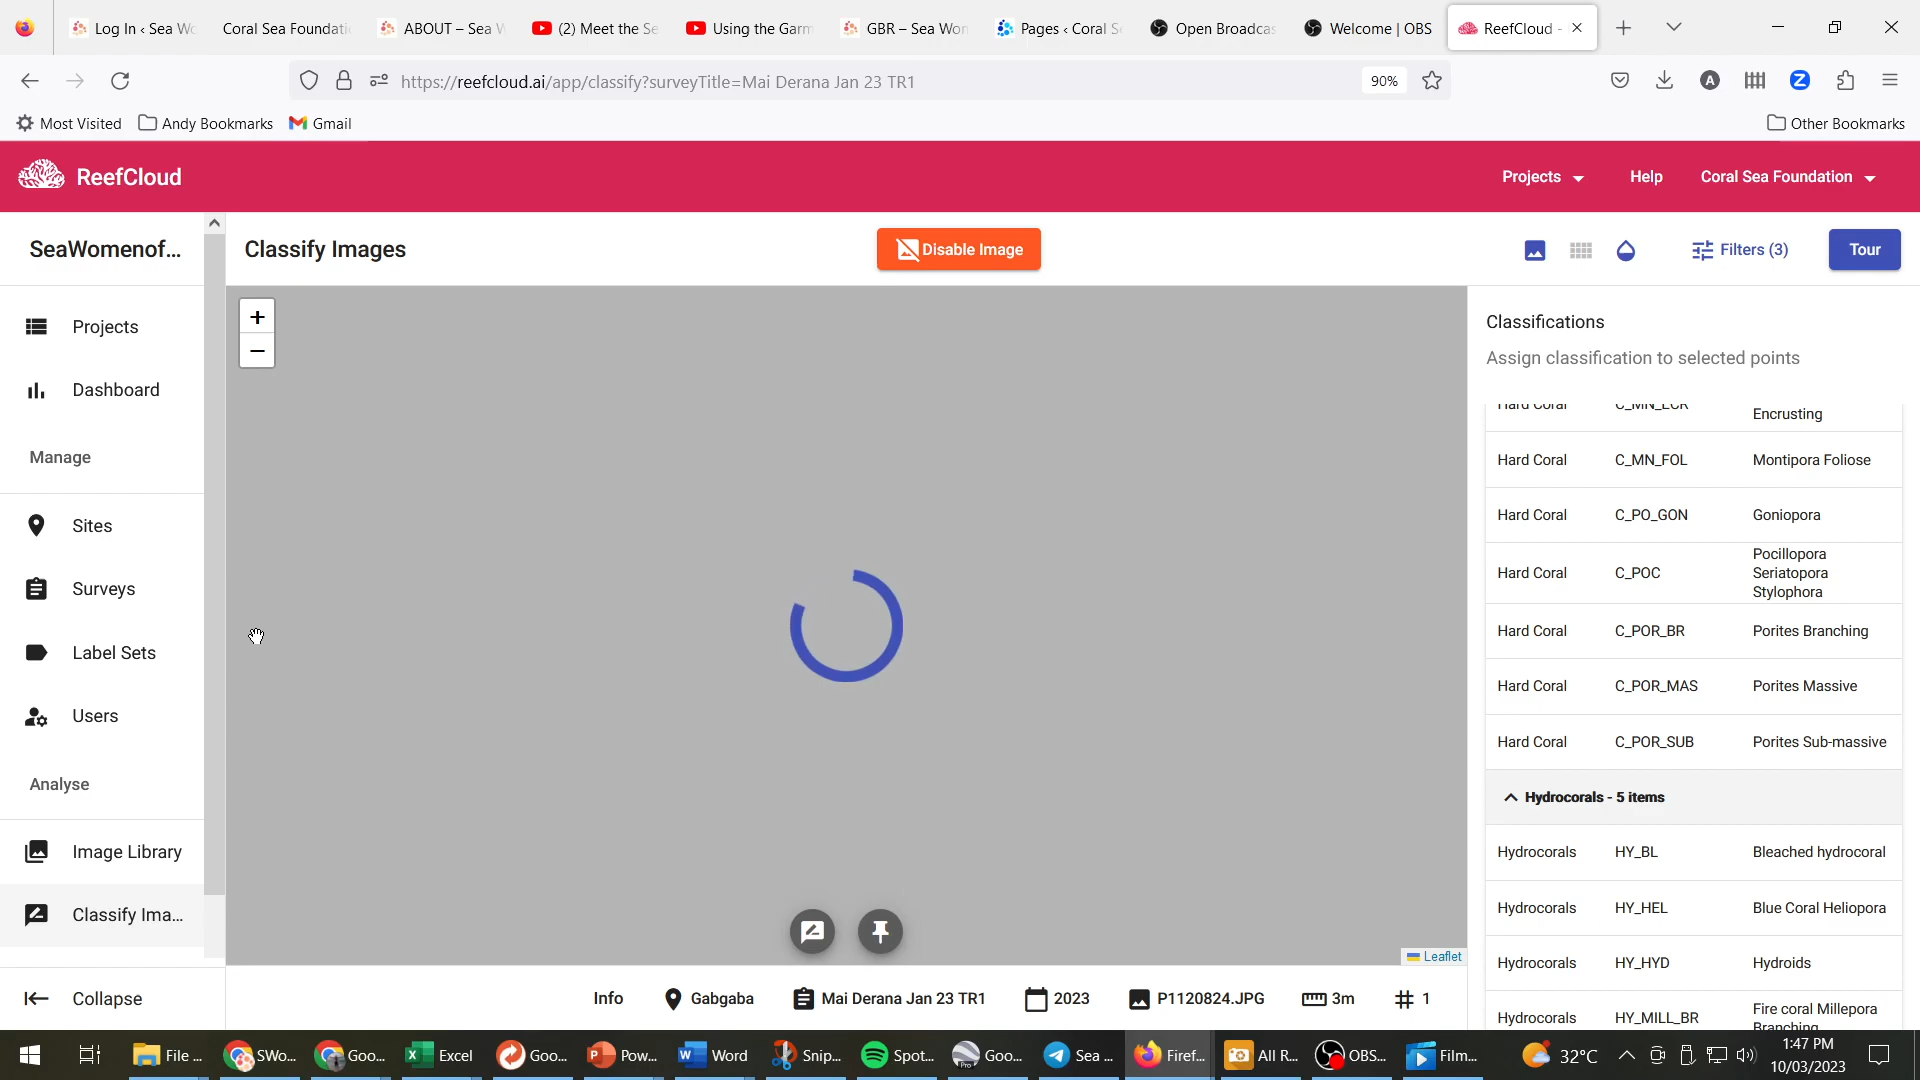 Log In ‹ Sea Wo
Coral Sea Foundati
ABOUT – Sea W
(2) Meet the Se
Using the Garm
GBR – Sea Wom
Pages ‹ Coral S
Open Broadcas
Welcome | OBS
ReefCloud -
https://reefcloud.ai/app/classify?surveyTitle=Mai Derana Jan 23 TR1
90%
A
Z
Most Visited
Andy Bookmarks
Gmail
Other Bookmarks
ReefCloud
Projects
Help
Coral Sea Foundation
SeaWomenof...
Classify Images
Disable Image
Filters (3)
Tour
Projects
Dashboard
Manage
Sites
Surveys
Label Sets
Users
Analyse
Image Library
Classify Ima...
Collapse
+
−
Leaflet
Info
Gabgaba
Mai Derana Jan 23 TR1
2023
P1120824.JPG
3m
1
Classifications
Assign classification to selected points
Hard Coral C_MN_ECR Encrusting
Hard Coral C_MN_FOL Montipora Foliose
Hard Coral C_PO_GON Goniopora
Hard Coral C_POC Pocillopora
Seriatopora
Stylophora
Hard Coral C_POR_BR Porites Branching
Hard Coral C_POR_MAS Porites Massive
Hard Coral C_POR_SUB Porites Sub-massive
Hydrocorals - 5 items
Hydrocorals HY_BL Bleached hydrocoral
Hydrocorals HY_HEL Blue Coral Heliopora
Hydrocorals HY_HYD Hydroids
Hydrocorals HY_MILL_BR Fire coral Millepora
Branching
File ...
SWo...
Goo...
Excel
Goo...
Pow...
Word
Snip...
Spot...
Goo...
Sea ...
Firef...
All R...
OBS...
Film...
32°C
1:47 PM
10/03/2023